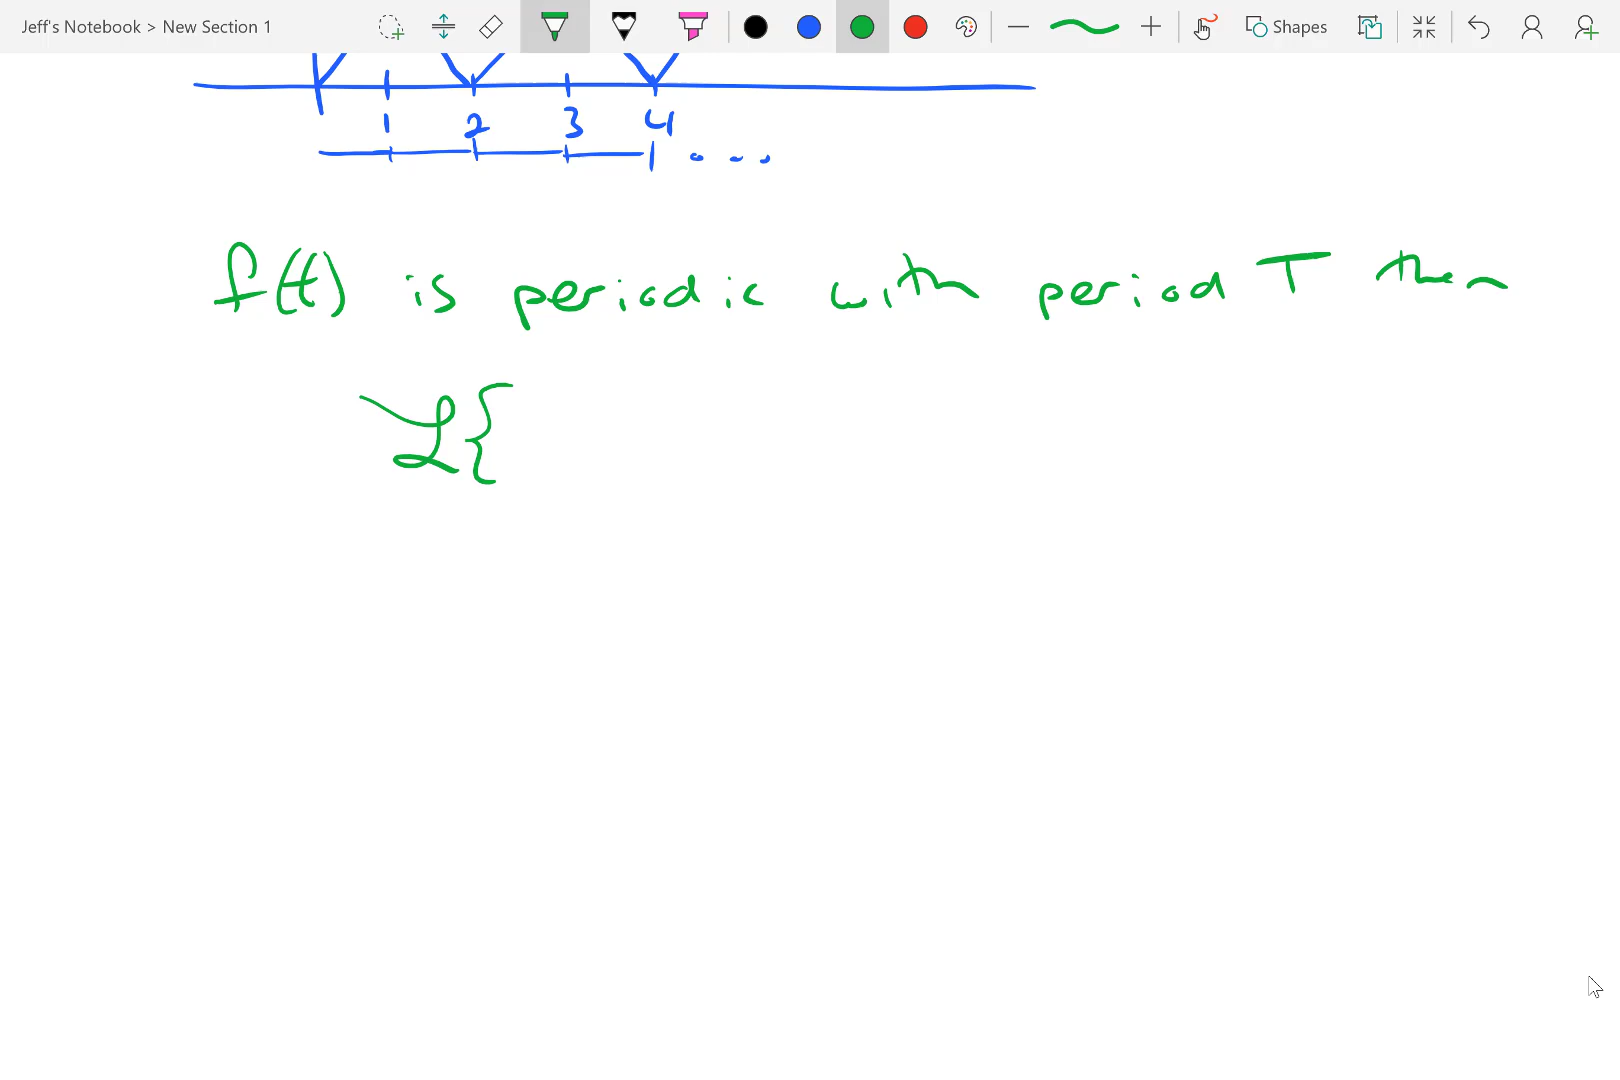 Jeff's Notebook > New Section 1
Shapes
1 2 3 4
...
f(t) is periodic with period T then
ℒ{